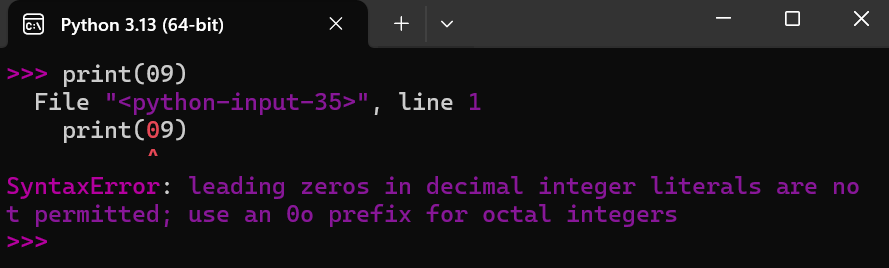 Python 3.13 (64-bit)
>>> print(09)
  File "<python-input-35>", line 1
    print(09)
          ^
SyntaxError: leading zeros in decimal integer literals are no
t permitted; use an 0o prefix for octal integers
>>>